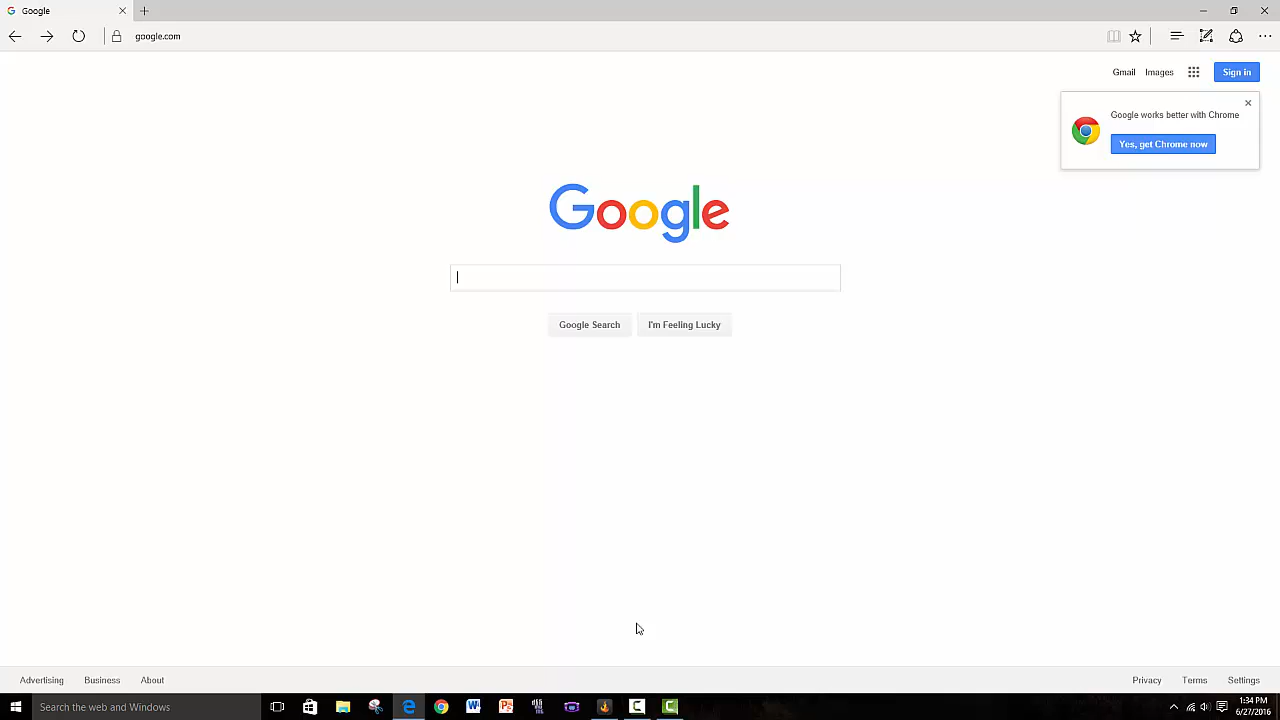 Google
google.com
Gmail Images Sign in
Google works better with Chrome
Yes, get Chrome now
Google
Google Search I'm Feeling Lucky
Advertising Business About Privacy Terms Settings
Search the web and Windows
1:34 PM
6/27/2016